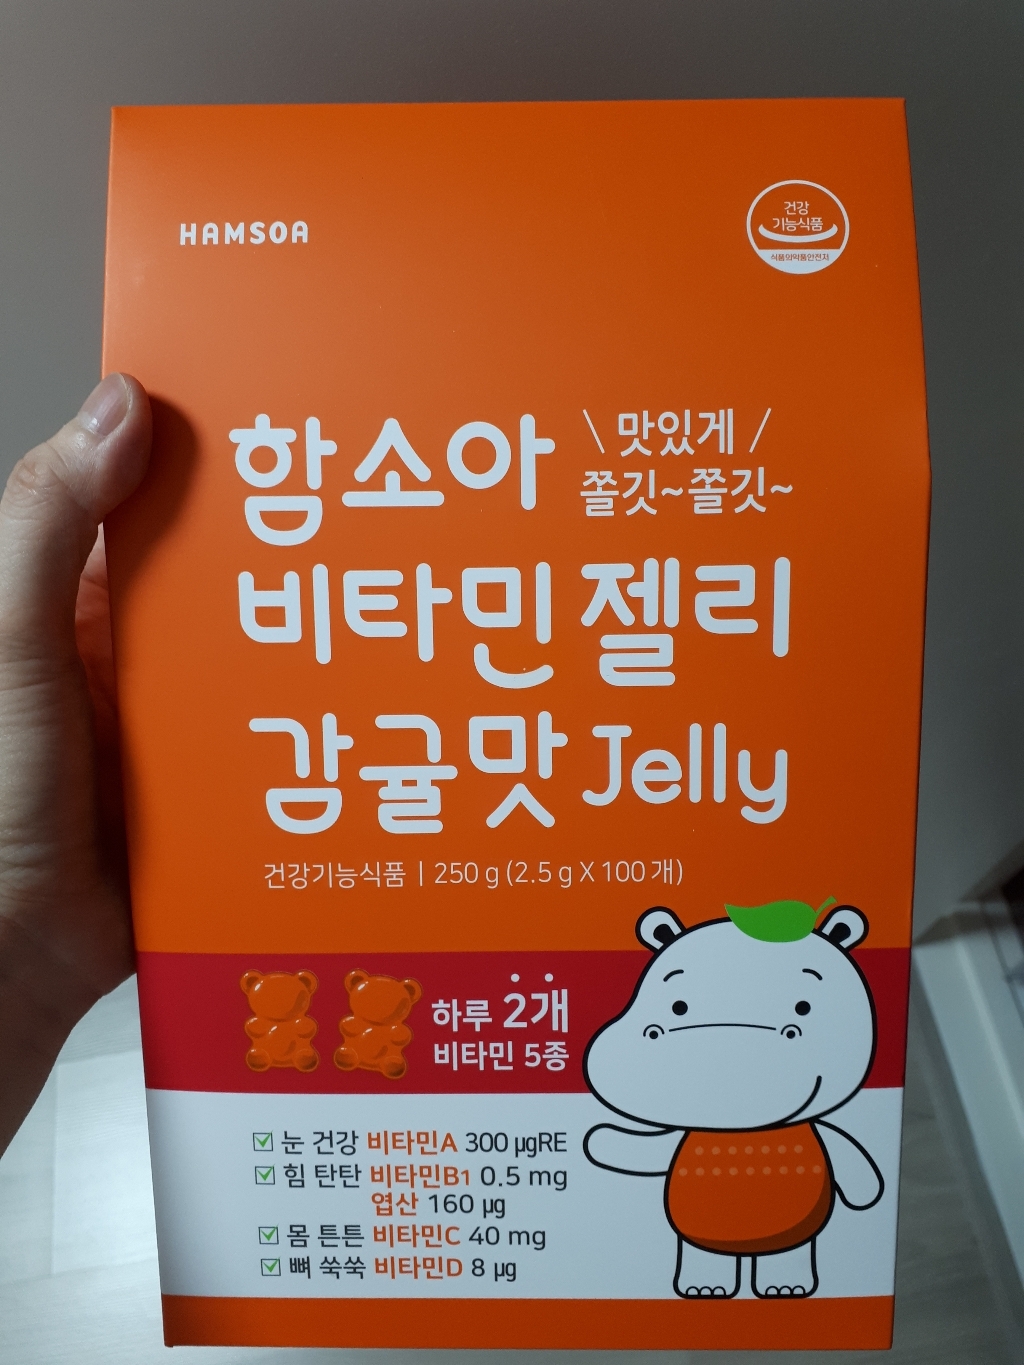 HAMSOA
건강
기능식품
식품의약품안전처
함소아
\ 맛있게 /
쫄깃~쫄깃~
비타민 젤리
감귤맛 Jelly
건강기능식품 | 250 g (2.5 g X 100 개)
하루 2개
비타민 5종
눈 건강 비타민A 300 µgRE
힘 탄탄 비타민B1 0.5 mg
엽산 160 µg
몸 튼튼 비타민C 40 mg
뼈 쑥쑥 비타민D 8 µg